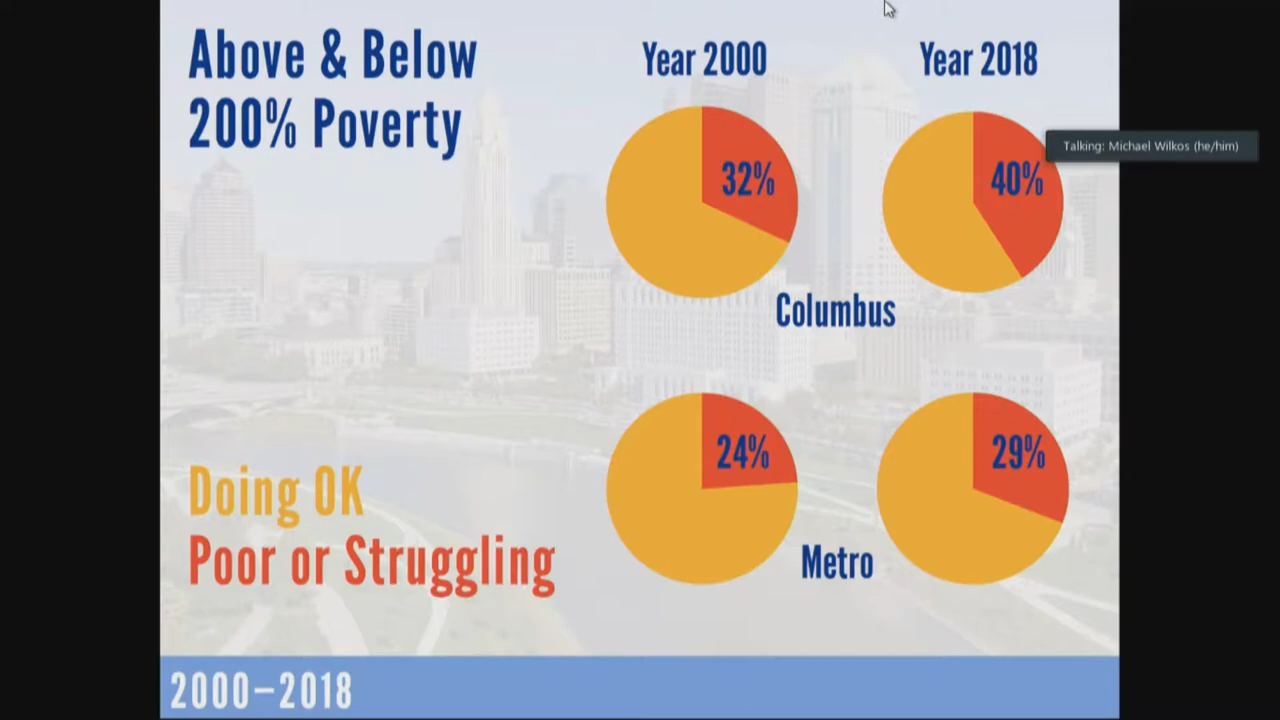 Above & Below
200% Poverty
Year 2000
Year 2018
Talking: Michael Wilkos (he/him)
32%
40%
Columbus
24%
29%
Metro
Doing OK
Poor or Struggling
2000–2018